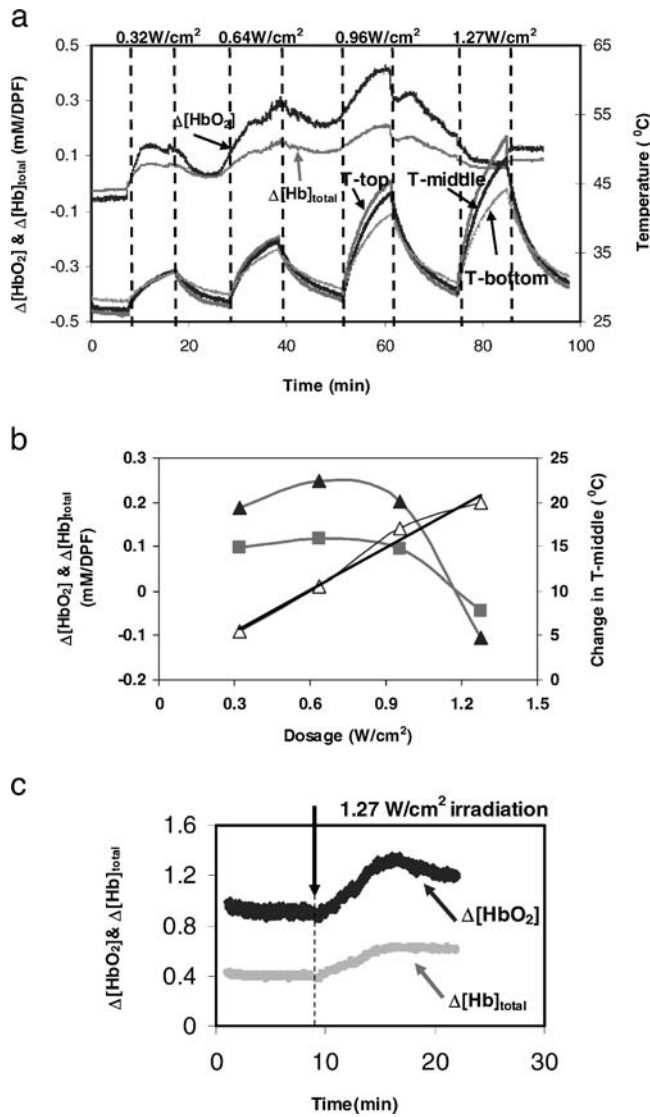 a
0.32W/cm² 0.64W/cm² 0.96W/cm² 1.27W/cm²
0.5 65
0.3 55
0.1 45
-0.1 35
-0.3
-0.5 25
Δ[HbO₂] & Δ[Hb]total (mM/DPF)
Temperature (⁰C)
Δ[HbO₂]
Δ[Hb]total
T-top
T-middle
T-bottom
0 20 40 60 80 100
Time (min)
b
0.3 25
0.2 20
0.1 15
0 10
-0.1 5
-0.2 0
Δ[HbO₂] & Δ[Hb]total
(mM/DPF)
Change in T-middle (⁰C)
0 0.3 0.6 0.9 1.2 1.5
Dosage (W/cm²)
c
1.27 W/cm² irradiation
1.6
1.2
0.8
0.4
0
Δ[HbO₂]& Δ[Hb]total
Δ[HbO₂]
Δ[Hb]total
0 10 20 30
Time(min)